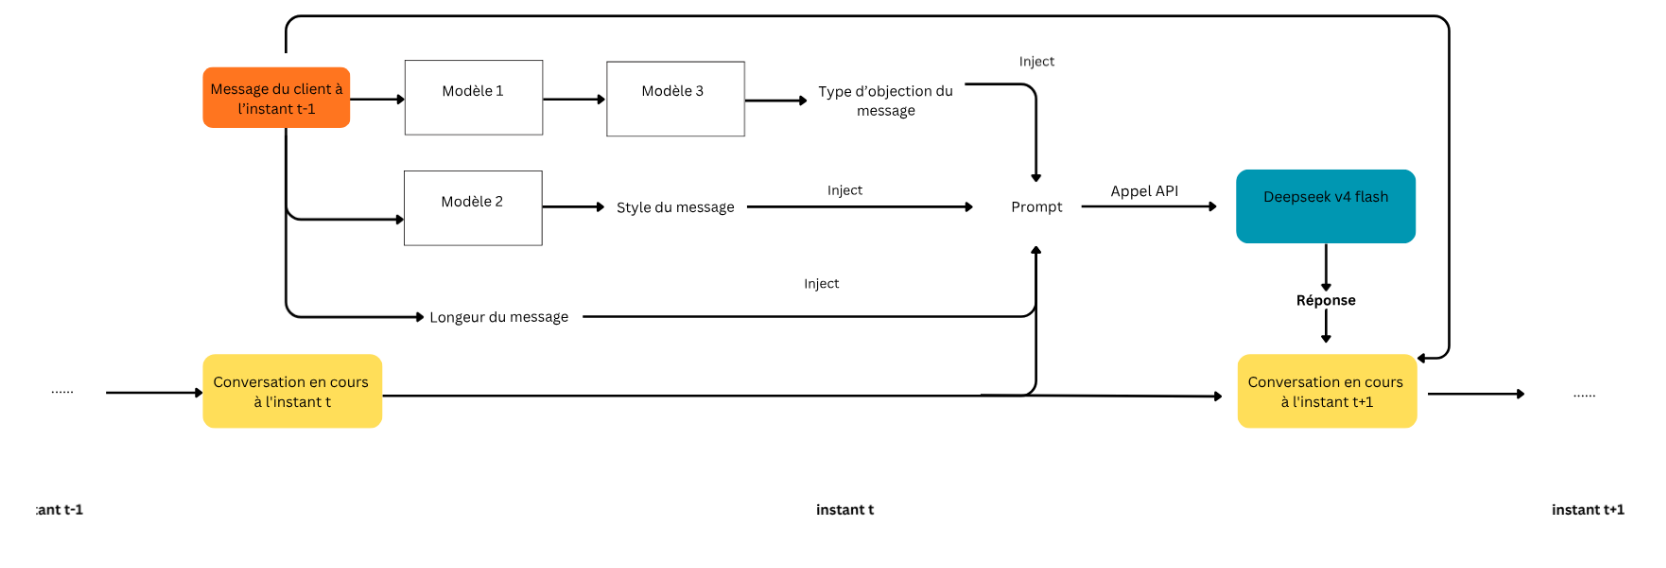 Inject
Message du client à
l'instant t-1
Modèle 1
Modèle 3
Type d'objection du
message
Modèle 2
Style du message
Inject
Prompt
Appel API
Deepseek v4 flash
Inject
Longeur du message
Réponse
......
Conversation en cours
à l'instant t
Conversation en cours
à l'instant t+1
......
tant t-1
instant t
instant t+1